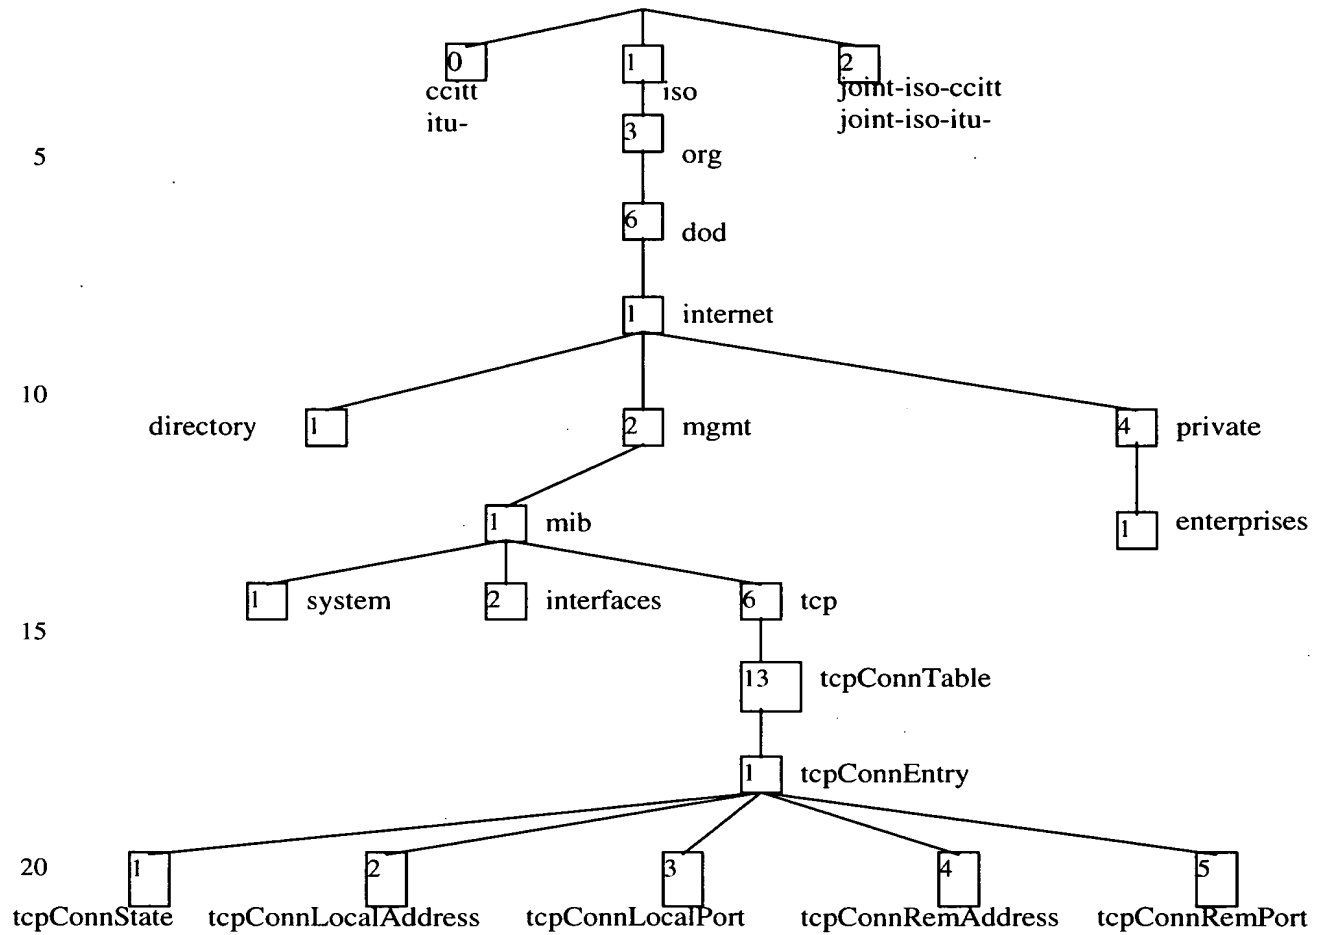 0 1 2
ccitt iso joint-iso-ccitt
itu- joint-iso-itu-
3
5 org
6
dod
1 internet
10
directory 1 2 mgmt 4 private
1 mib 1 enterprises
1 system 2 interfaces 6 tcp
15
13 tcpConnTable
1 tcpConnEntry
20 1 2 3 4 5
tcpConnState tcpConnLocalAddress tcpConnLocalPort tcpConnRemAddress tcpConnRemPort